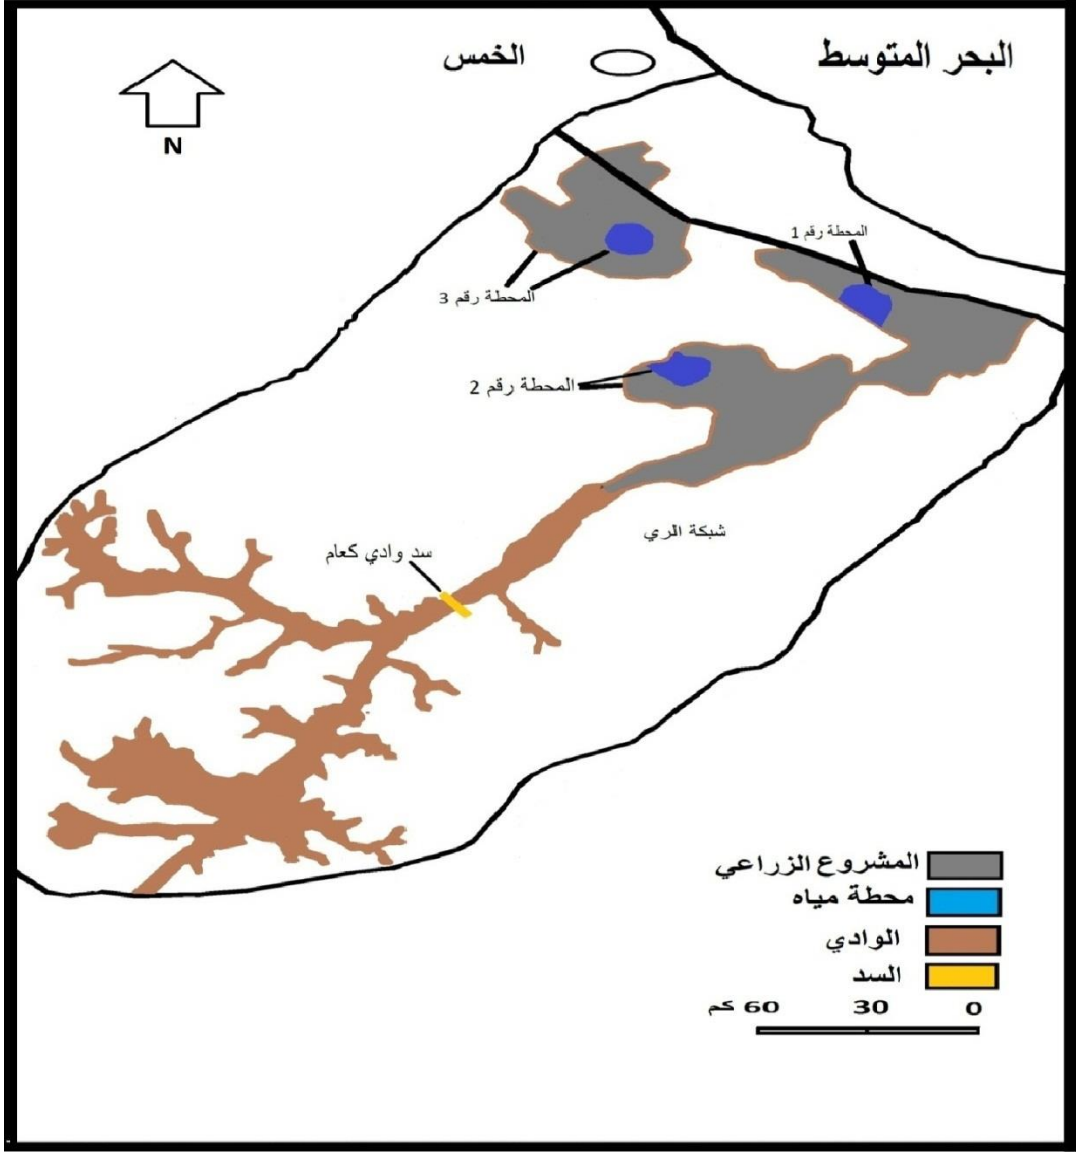 البحر المتوسط
الخمس
N
المحطة رقم 1
المحطة رقم 3
المحطة رقم 2
شبكة الري
سد وادي كعام
المشروع الزراعي
محطة مياه
الوادي
السد
0 30 60 كم